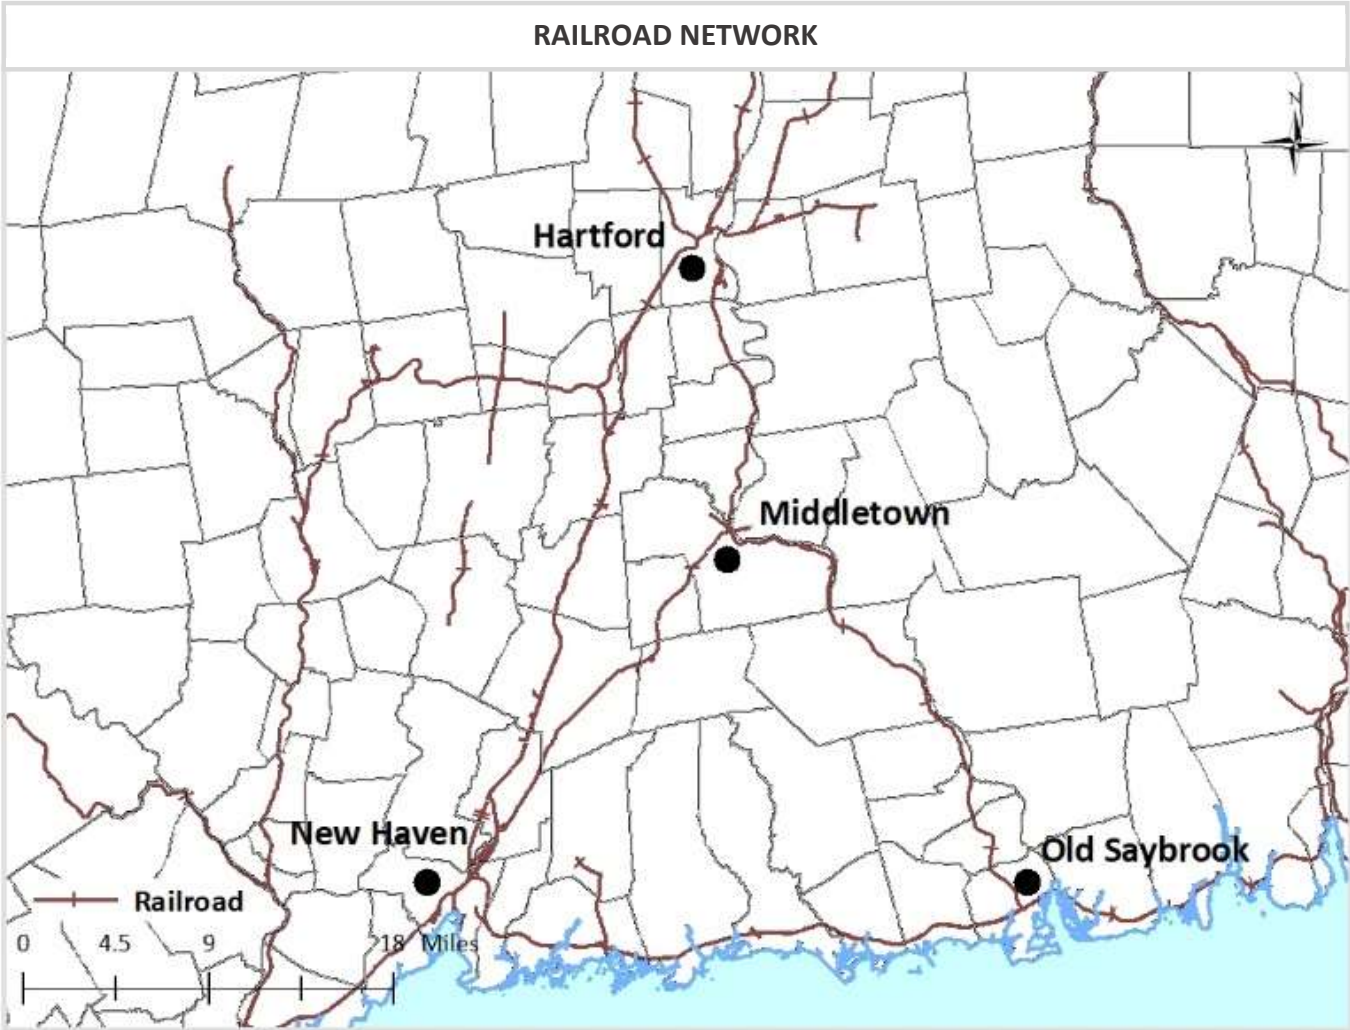 RAILROAD NETWORK
N
Hartford
Middletown
New Haven
Old Saybrook
Railroad
0 4.5 9 18 Miles